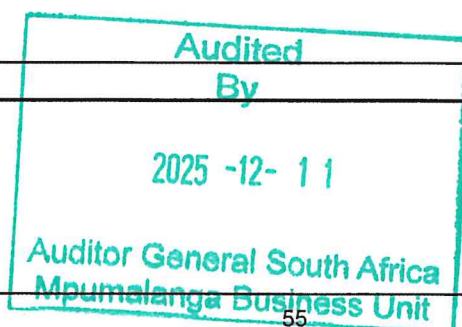 Audited
By
2025 -12- 1 1
Auditor General South Africa
Mpumalanga Business Unit
55